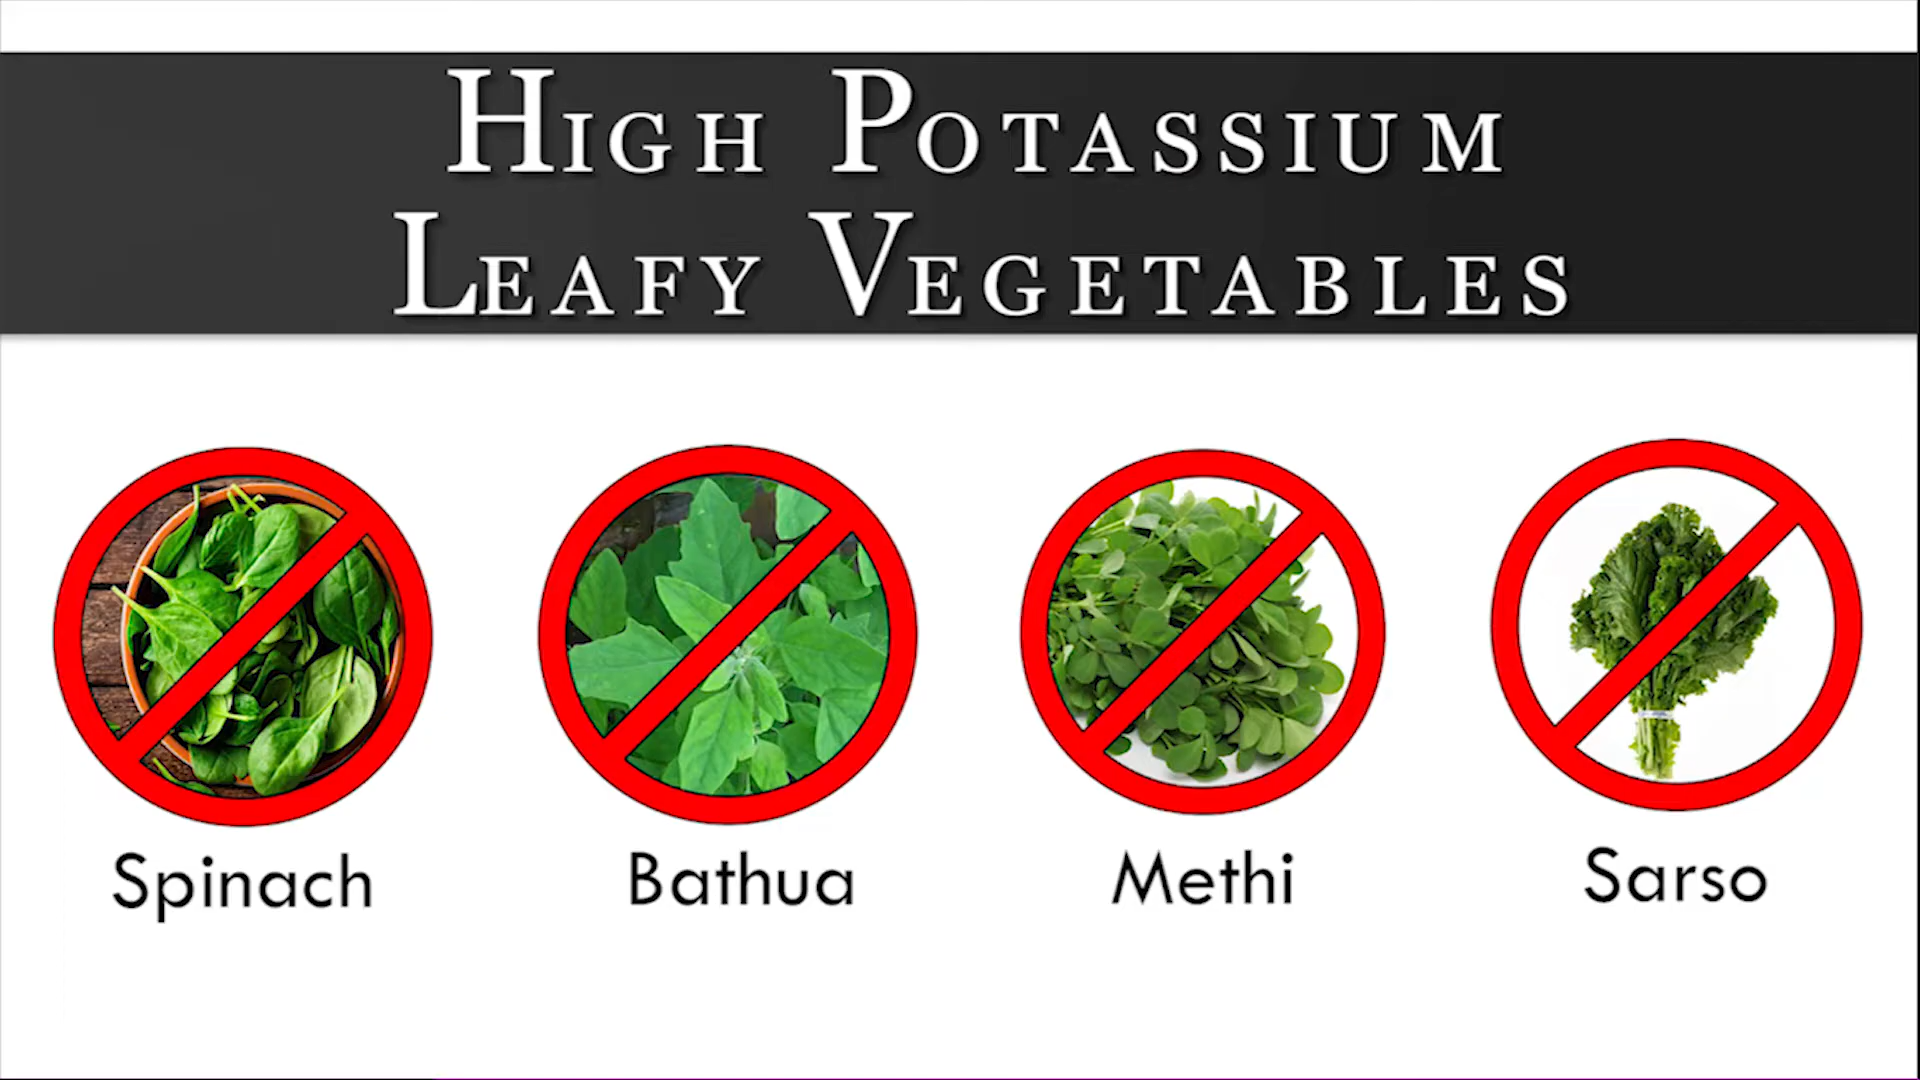 High Potassium
Leafy Vegetables
Spinach
Bathua
Methi
Sarso